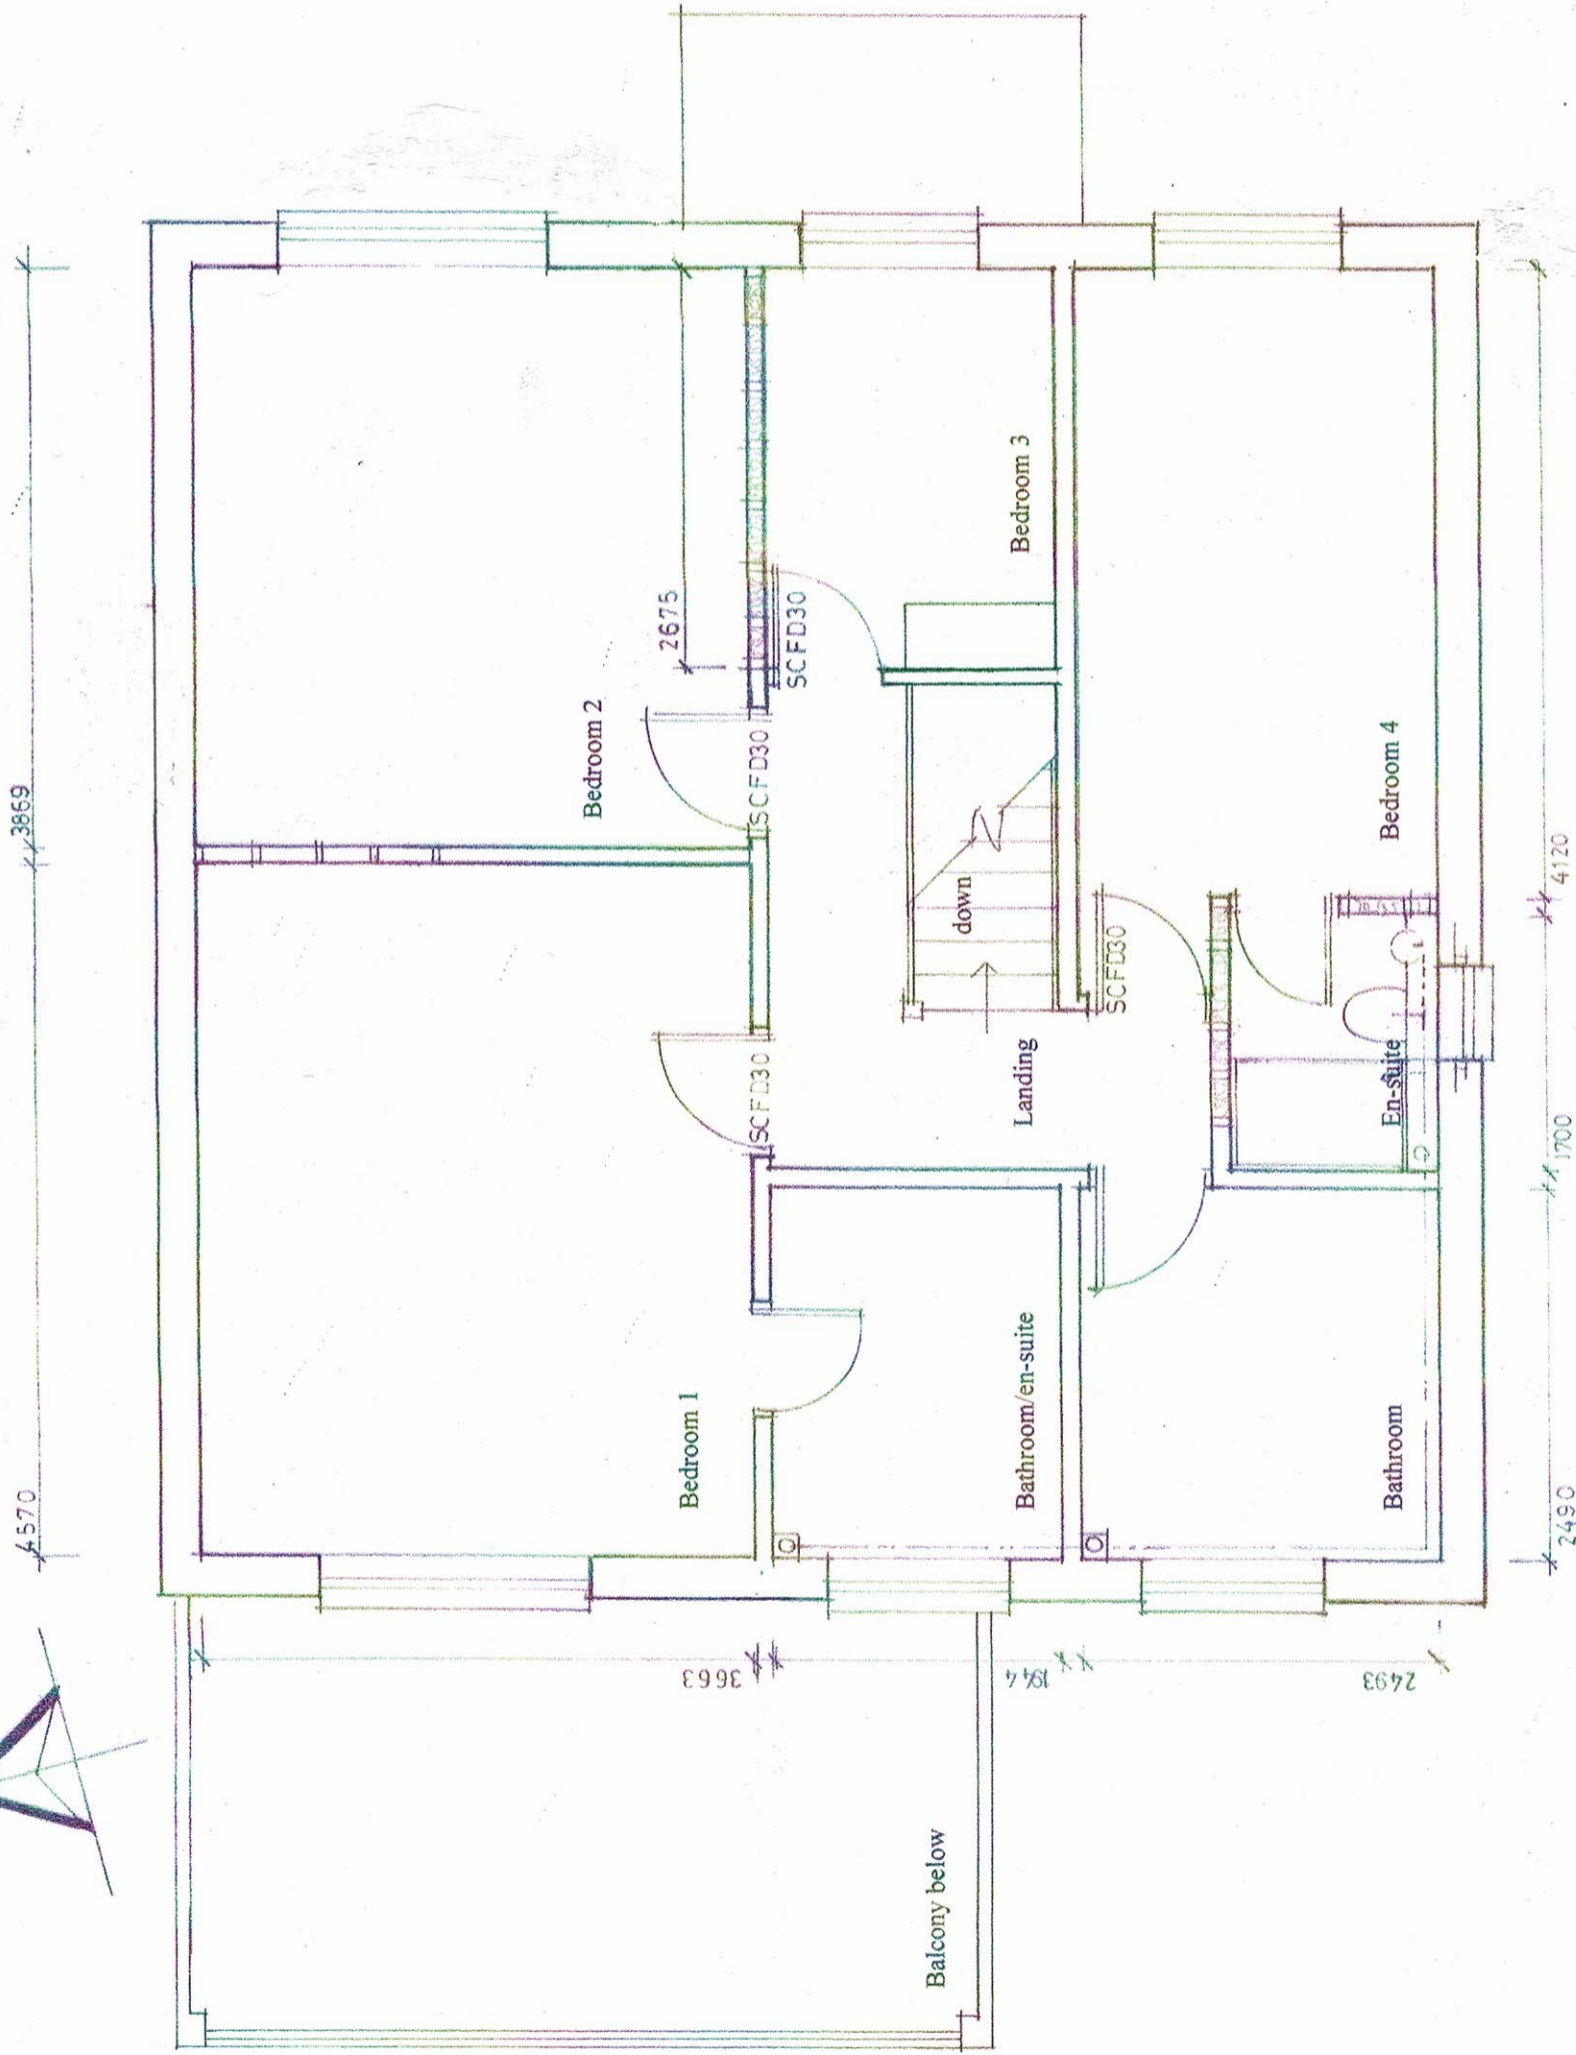 4570
3869
Bedroom 2
2675
SCFD30
SCFD30
Bedroom 3
Bedroom 1
SCFD30
down
Landing
SCFD30
Bedroom 4
Bathroom/en-suite
En-suite
Bathroom
Balcony below
3663
1944
2493
2490
1700
4120